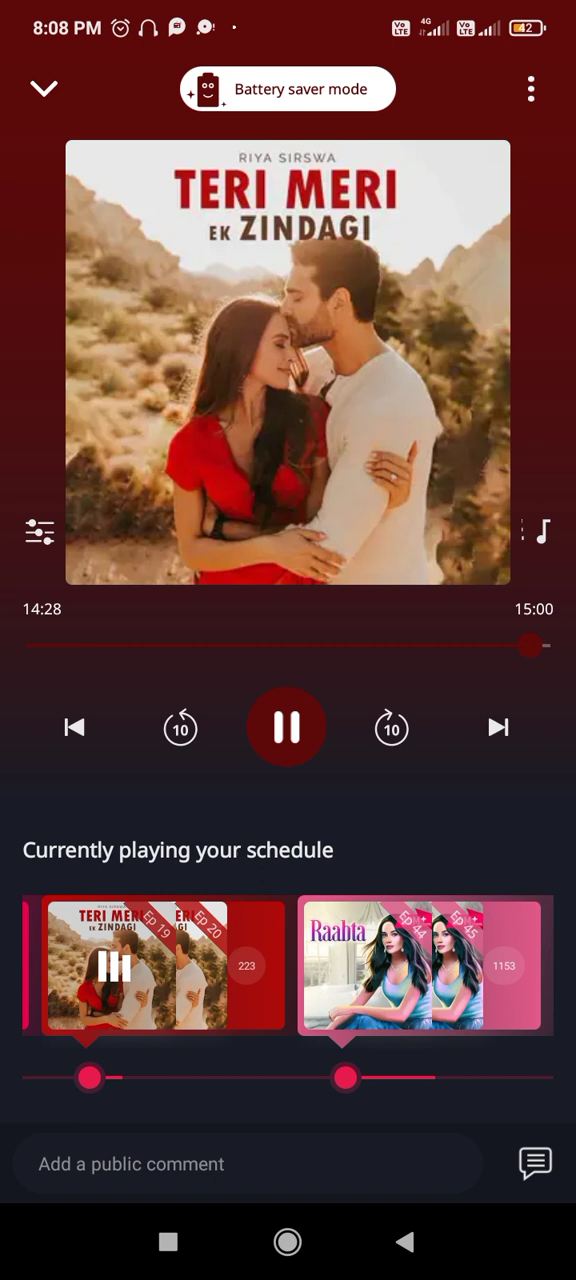 8:08 PM
Vo LTE
4G
Vo LTE
42
Battery saver mode
RIYA SIRSWA
TERI MERI
EK ZINDAGI
14:28
15:00
10
10
Currently playing your schedule
TERI MERI
EK ZINDAGI
Ep 19
Ep 20
223
Raabta
Ep 44
Ep 45
1153
Add a public comment